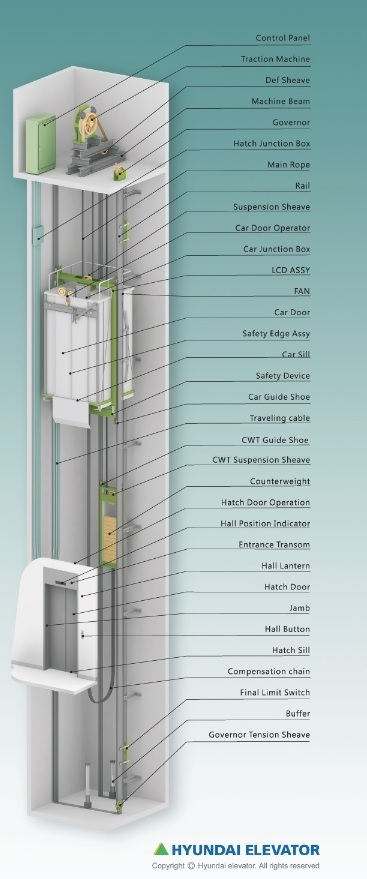 Control Panel
Traction Machine
Def Sheave
Machine Beam
Governor
Hatch Junction Box
Main Rope
Rail
Suspension Sheave
Car Door Operator
Car Junction Box
LCD ASSY
FAN
Car Door
Safety Edge Assy
Car Sill
Safety Device
Car Guide Shoe
Traveling cable
CWT Guide Shoe
CWT Suspension Sheave
Counterweight
Hatch Door Operation
Hall Position Indicator
Entrance Transom
Hall Lantern
Hatch Door
Jamb
Hall Button
Hatch Sill
Compensation chain
Final Limit Switch
Buffer
Governor Tension Sheave
HYUNDAI ELEVATOR
Copyright © Hyundai elevator. All rights reserved